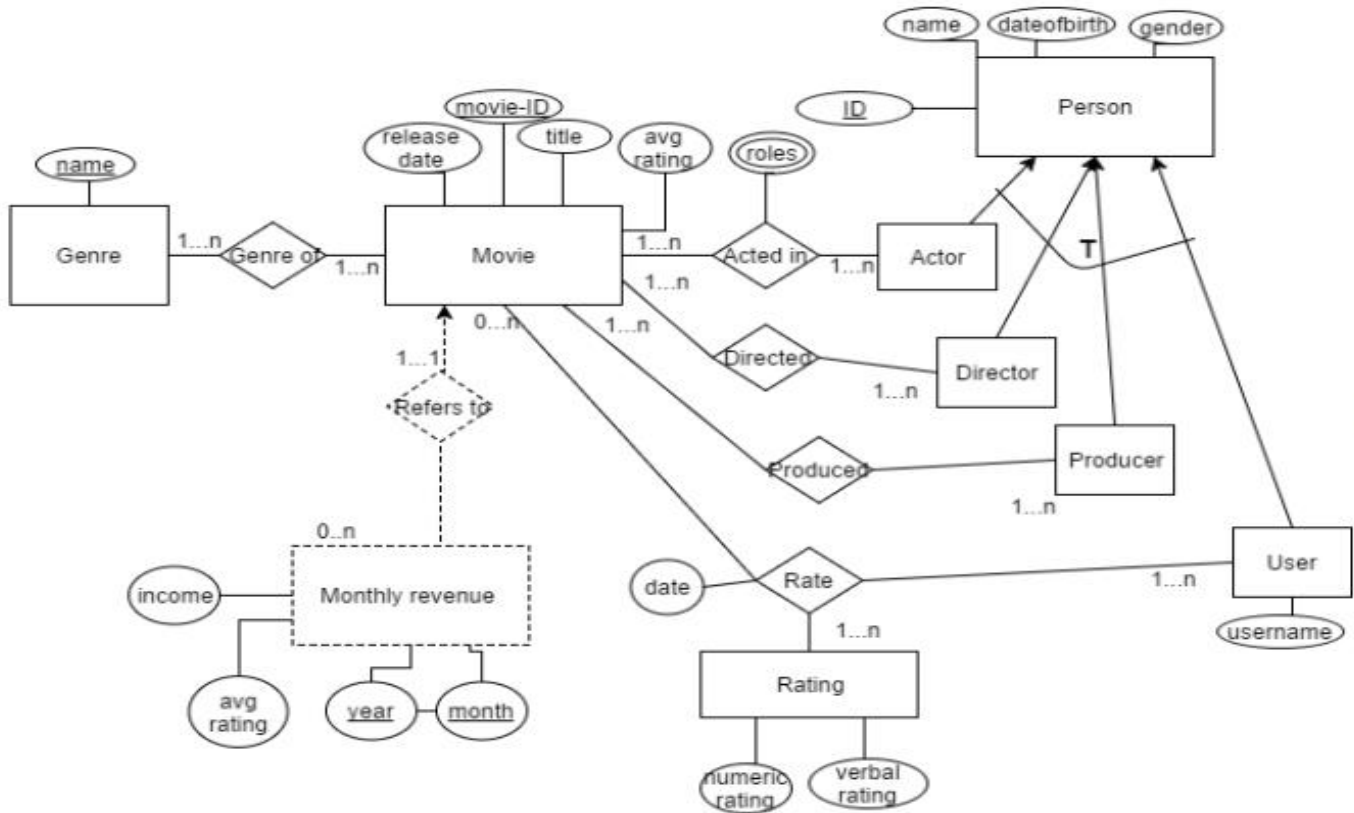 name
dateofbirth
gender
Person
ID
movie-ID
release
date
title
avg
rating
roles
name
Genre
1...n
Genre of
1...n
Movie
1...n
Acted in
1...n
Actor
T
1...n
0...n
1...n
Directed
1...n
Director
1...1
Refers to
Produced
1...n
Producer
0..n
Monthly revenue
income
avg
rating
year
month
date
Rate
1...n
User
username
1...n
Rating
numeric
rating
verbal
rating